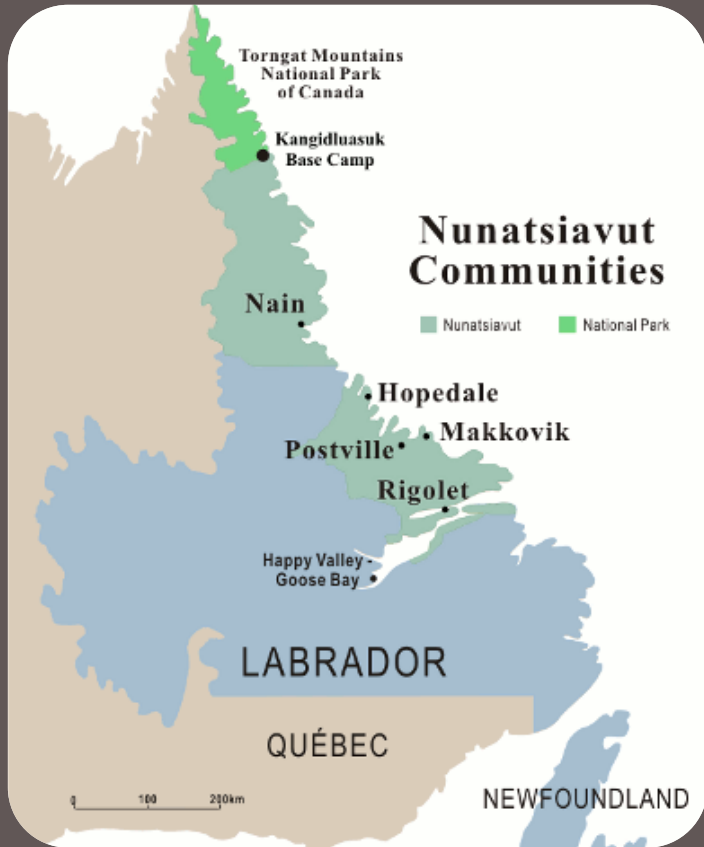 Torngat Mountains
National Park
of Canada
Kangidluasuk
Base Camp
Nunatsiavut
Communities
Nunatsiavut
National Park
Nain
Hopedale
Makkovik
Postville
Rigolet
Happy Valley -
Goose Bay
LABRADOR
QUÉBEC
NEWFOUNDLAND
0 100 200km